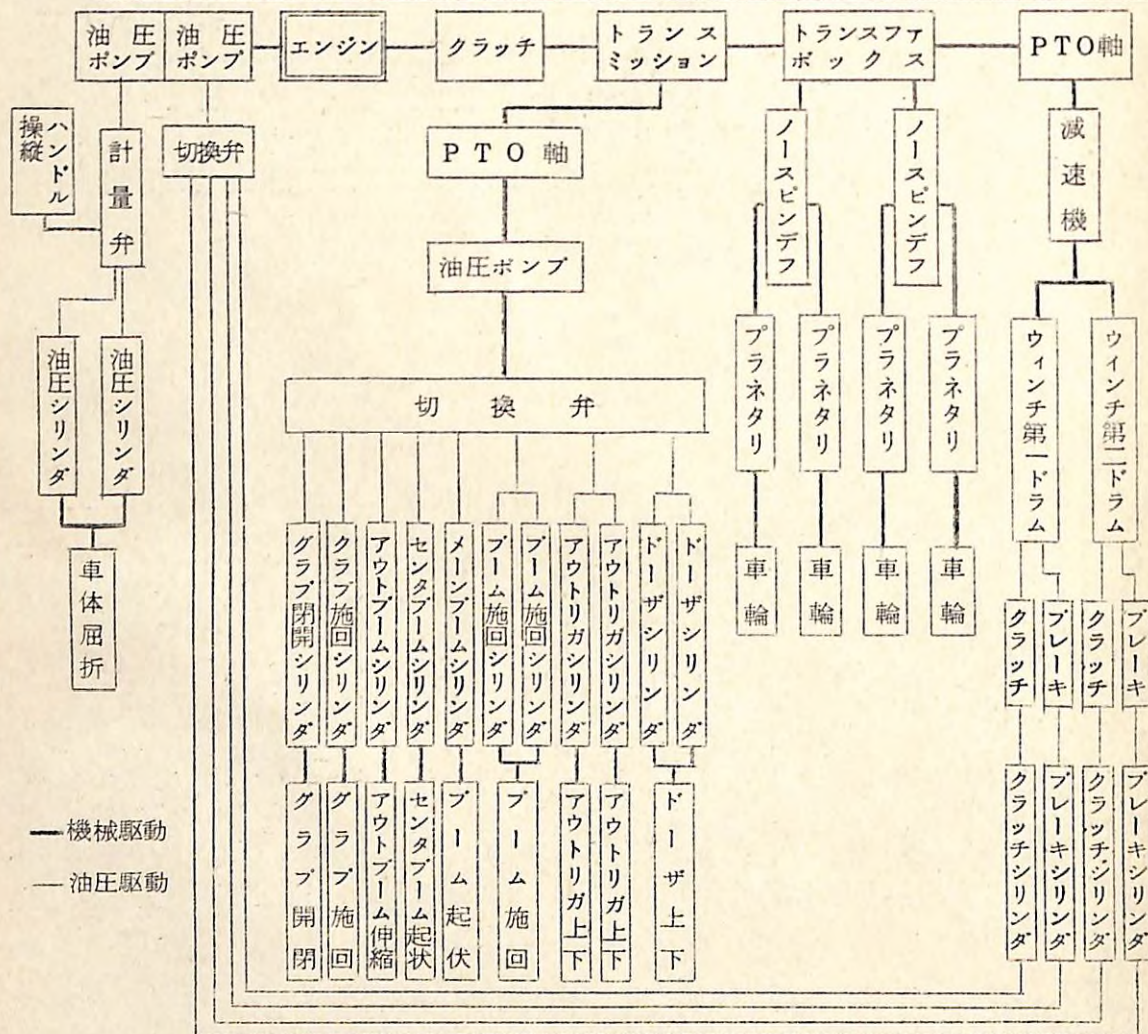 油圧
ポンプ
油圧
ポンプ
エンジン
クラッチ
トランス
ミッション
トランスファ
ボックス
PTO軸
操縦
ハンドル
計量弁
切換弁
PTO軸
ノースピンデフ
ノースピンデフ
減速機
油圧ポンプ
油圧シリンダ
油圧シリンダ
プラネタリ
プラネタリ
プラネタリ
プラネタリ
ウィンチ第一ドラム
ウィンチ第二ドラム
切換弁
車体屈折
グラブ閉開シリンダ
クラブ施回シリンダ
アウトブームシリンダ
センタブームシリンダ
メーンブームシリンダ
ブーム施回シリンダ
ブーム施回シリンダ
アウトリガシリンダ
アウトリガシリンダ
ドーザシリンダ
ドーザシリンダ
車輪
車輪
車輪
車輪
クラッチ
ブレーキ
クラッチ
ブレーキ
グラブ開閉
グラブ施回
アウトブーム伸縮
センタブーム起状
ブーム起伏
ブーム施回
アウトリガ上下
アウトリガ上下
ドーザ上下
クラッチシリンダ
ブレーキシリンダ
クラッチシリンダ
ブレーキシリンダ
機械駆動
油圧駆動